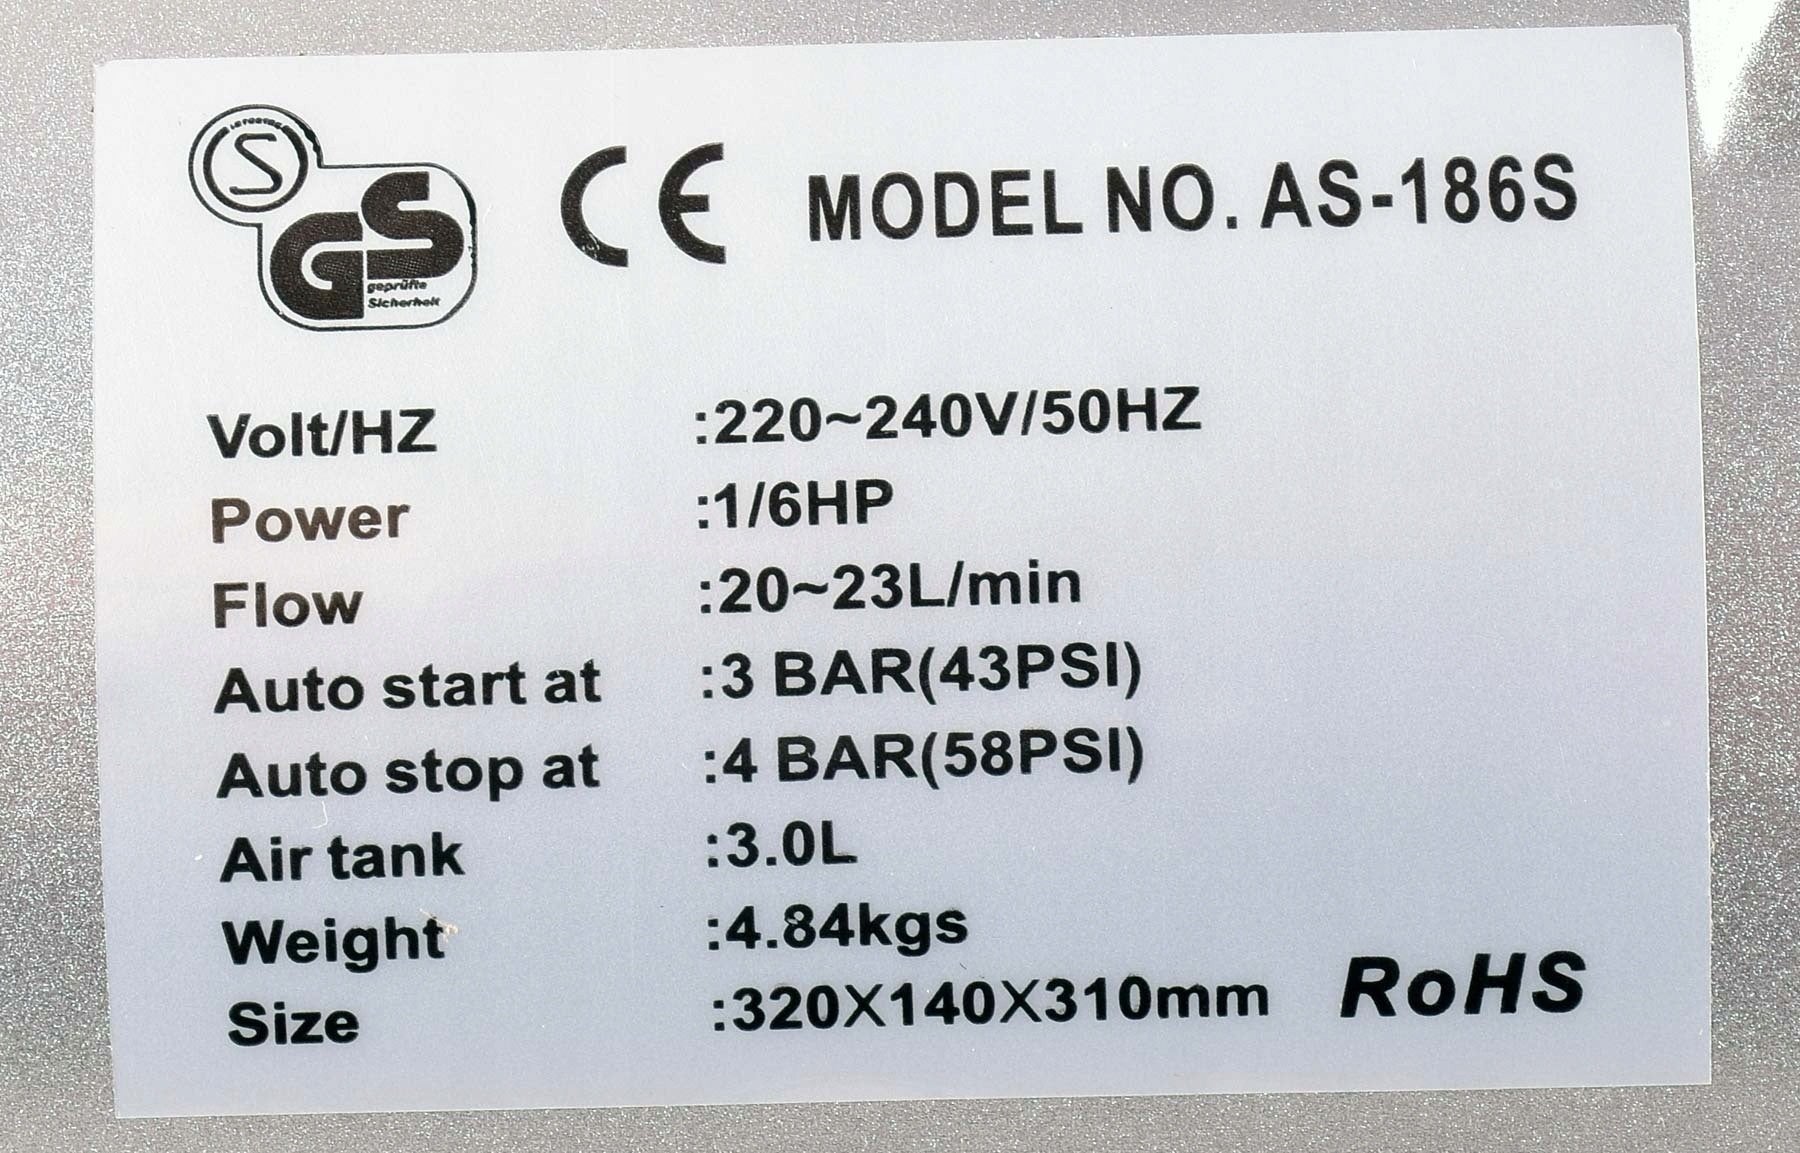 S
GS
geprüfte
Sicherheit
CE MODEL NO. AS-186S
Volt/HZ :220~240V/50HZ
Power :1/6HP
Flow :20~23L/min
Auto start at :3 BAR(43PSI)
Auto stop at :4 BAR(58PSI)
Air tank :3.0L
Weight :4.84kgs
Size :320X140X310mm RoHS